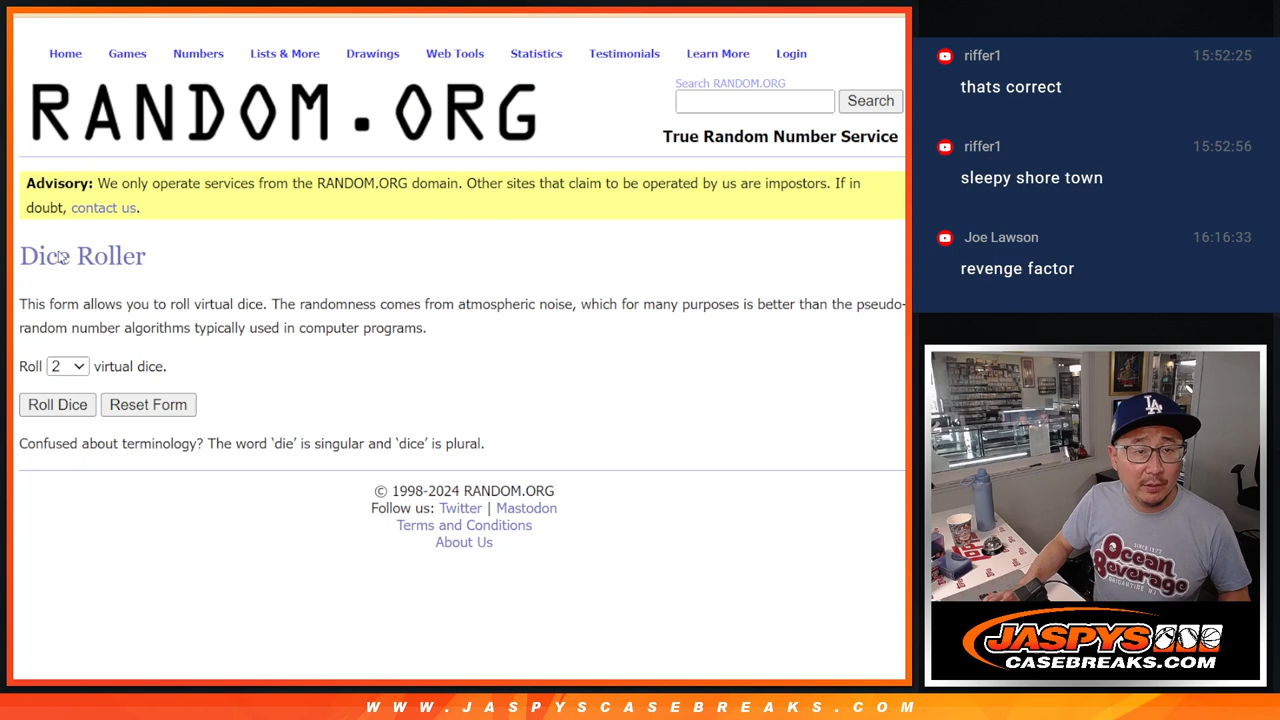 Home Games Numbers Lists & More Drawings Web Tools Statistics Testimonials Learn More Login
RANDOM.ORG
Search RANDOM.ORG
Search
True Random Number Service
Advisory: We only operate services from the RANDOM.ORG domain. Other sites that claim to be operated by us are impostors. If in
doubt, contact us.
Dice Roller
This form allows you to roll virtual dice. The randomness comes from atmospheric noise, which for many purposes is better than the pseudo-
random number algorithms typically used in computer programs.
Roll 2 virtual dice.
Roll Dice Reset Form
Confused about terminology? The word ‘die’ is singular and ‘dice’ is plural.
© 1998-2024 RANDOM.ORG
Follow us: Twitter | Mastodon
Terms and Conditions
About Us
riffer1 15:52:25
thats correct
riffer1 15:52:56
sleepy shore town
Joe Lawson 16:16:33
revenge factor
LA
SINCE 1977
Ocean
Beverage
BRIGANTINE NJ
JASPYS
CASEBREAKS.COM
WWW.JASPYSCASEBREAKS.COM